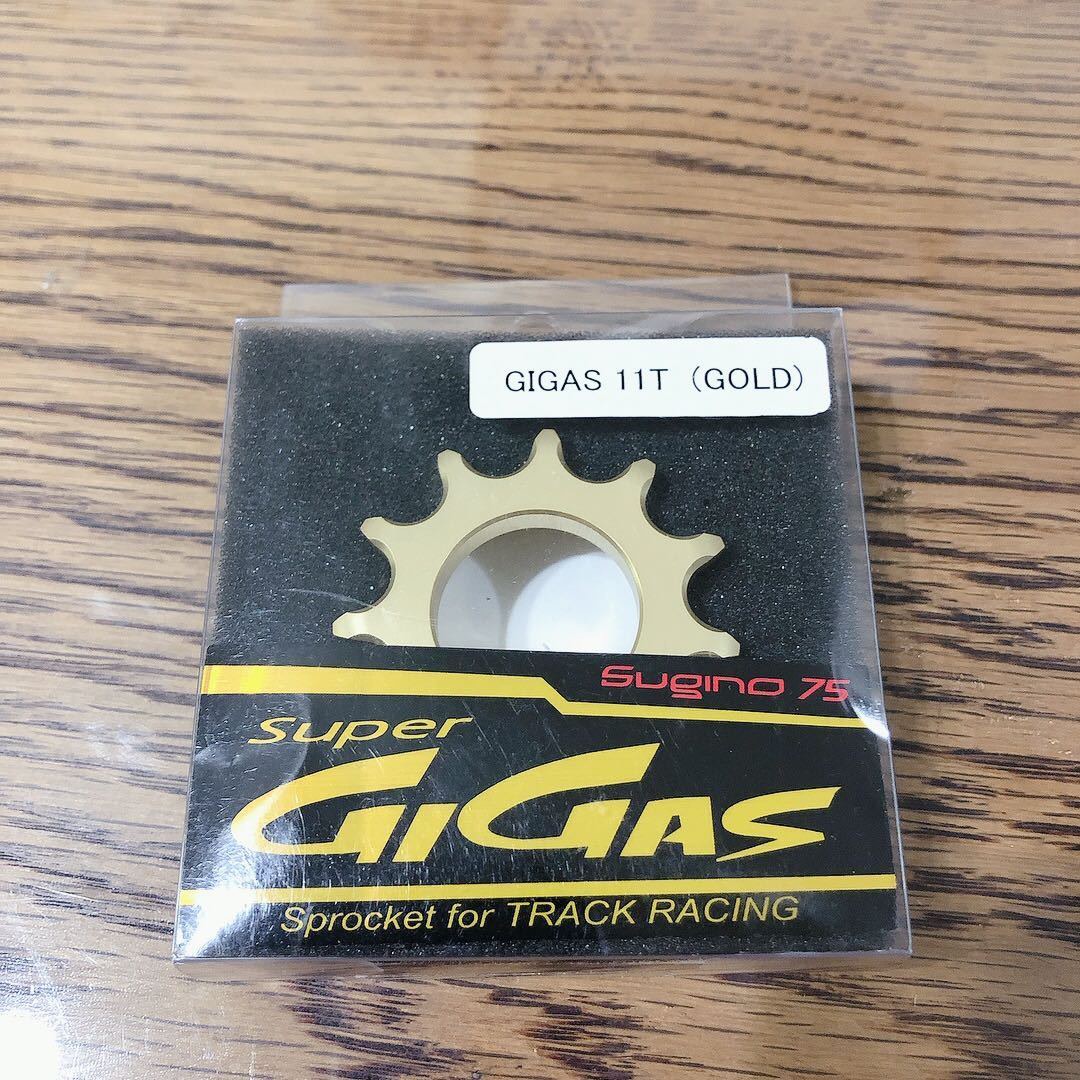 GIGAS 11T (GOLD)
Sugino 75
Super
GIGAS
Sprocket for TRACK RACING